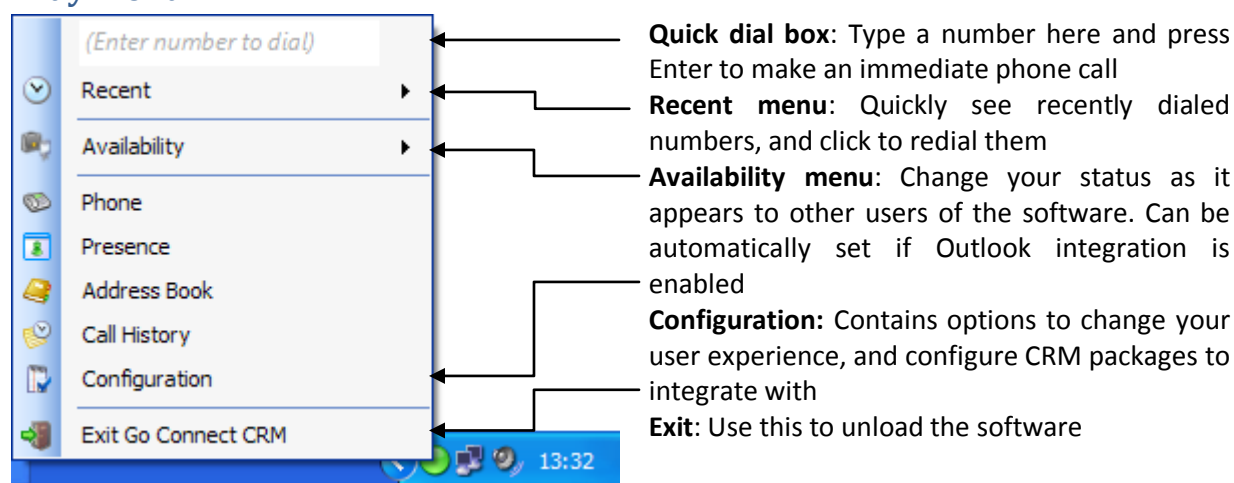 (Enter number to dial)
Recent
Availability
Phone
Presence
Address Book
Call History
Configuration
Exit Go Connect CRM
13:32
Quick dial box: Type a number here and press
Enter to make an immediate phone call
Recent menu: Quickly see recently dialed
numbers, and click to redial them
Availability menu: Change your status as it
appears to other users of the software. Can be
automatically set if Outlook integration is
enabled
Configuration: Contains options to change your
user experience, and configure CRM packages to
integrate with
Exit: Use this to unload the software